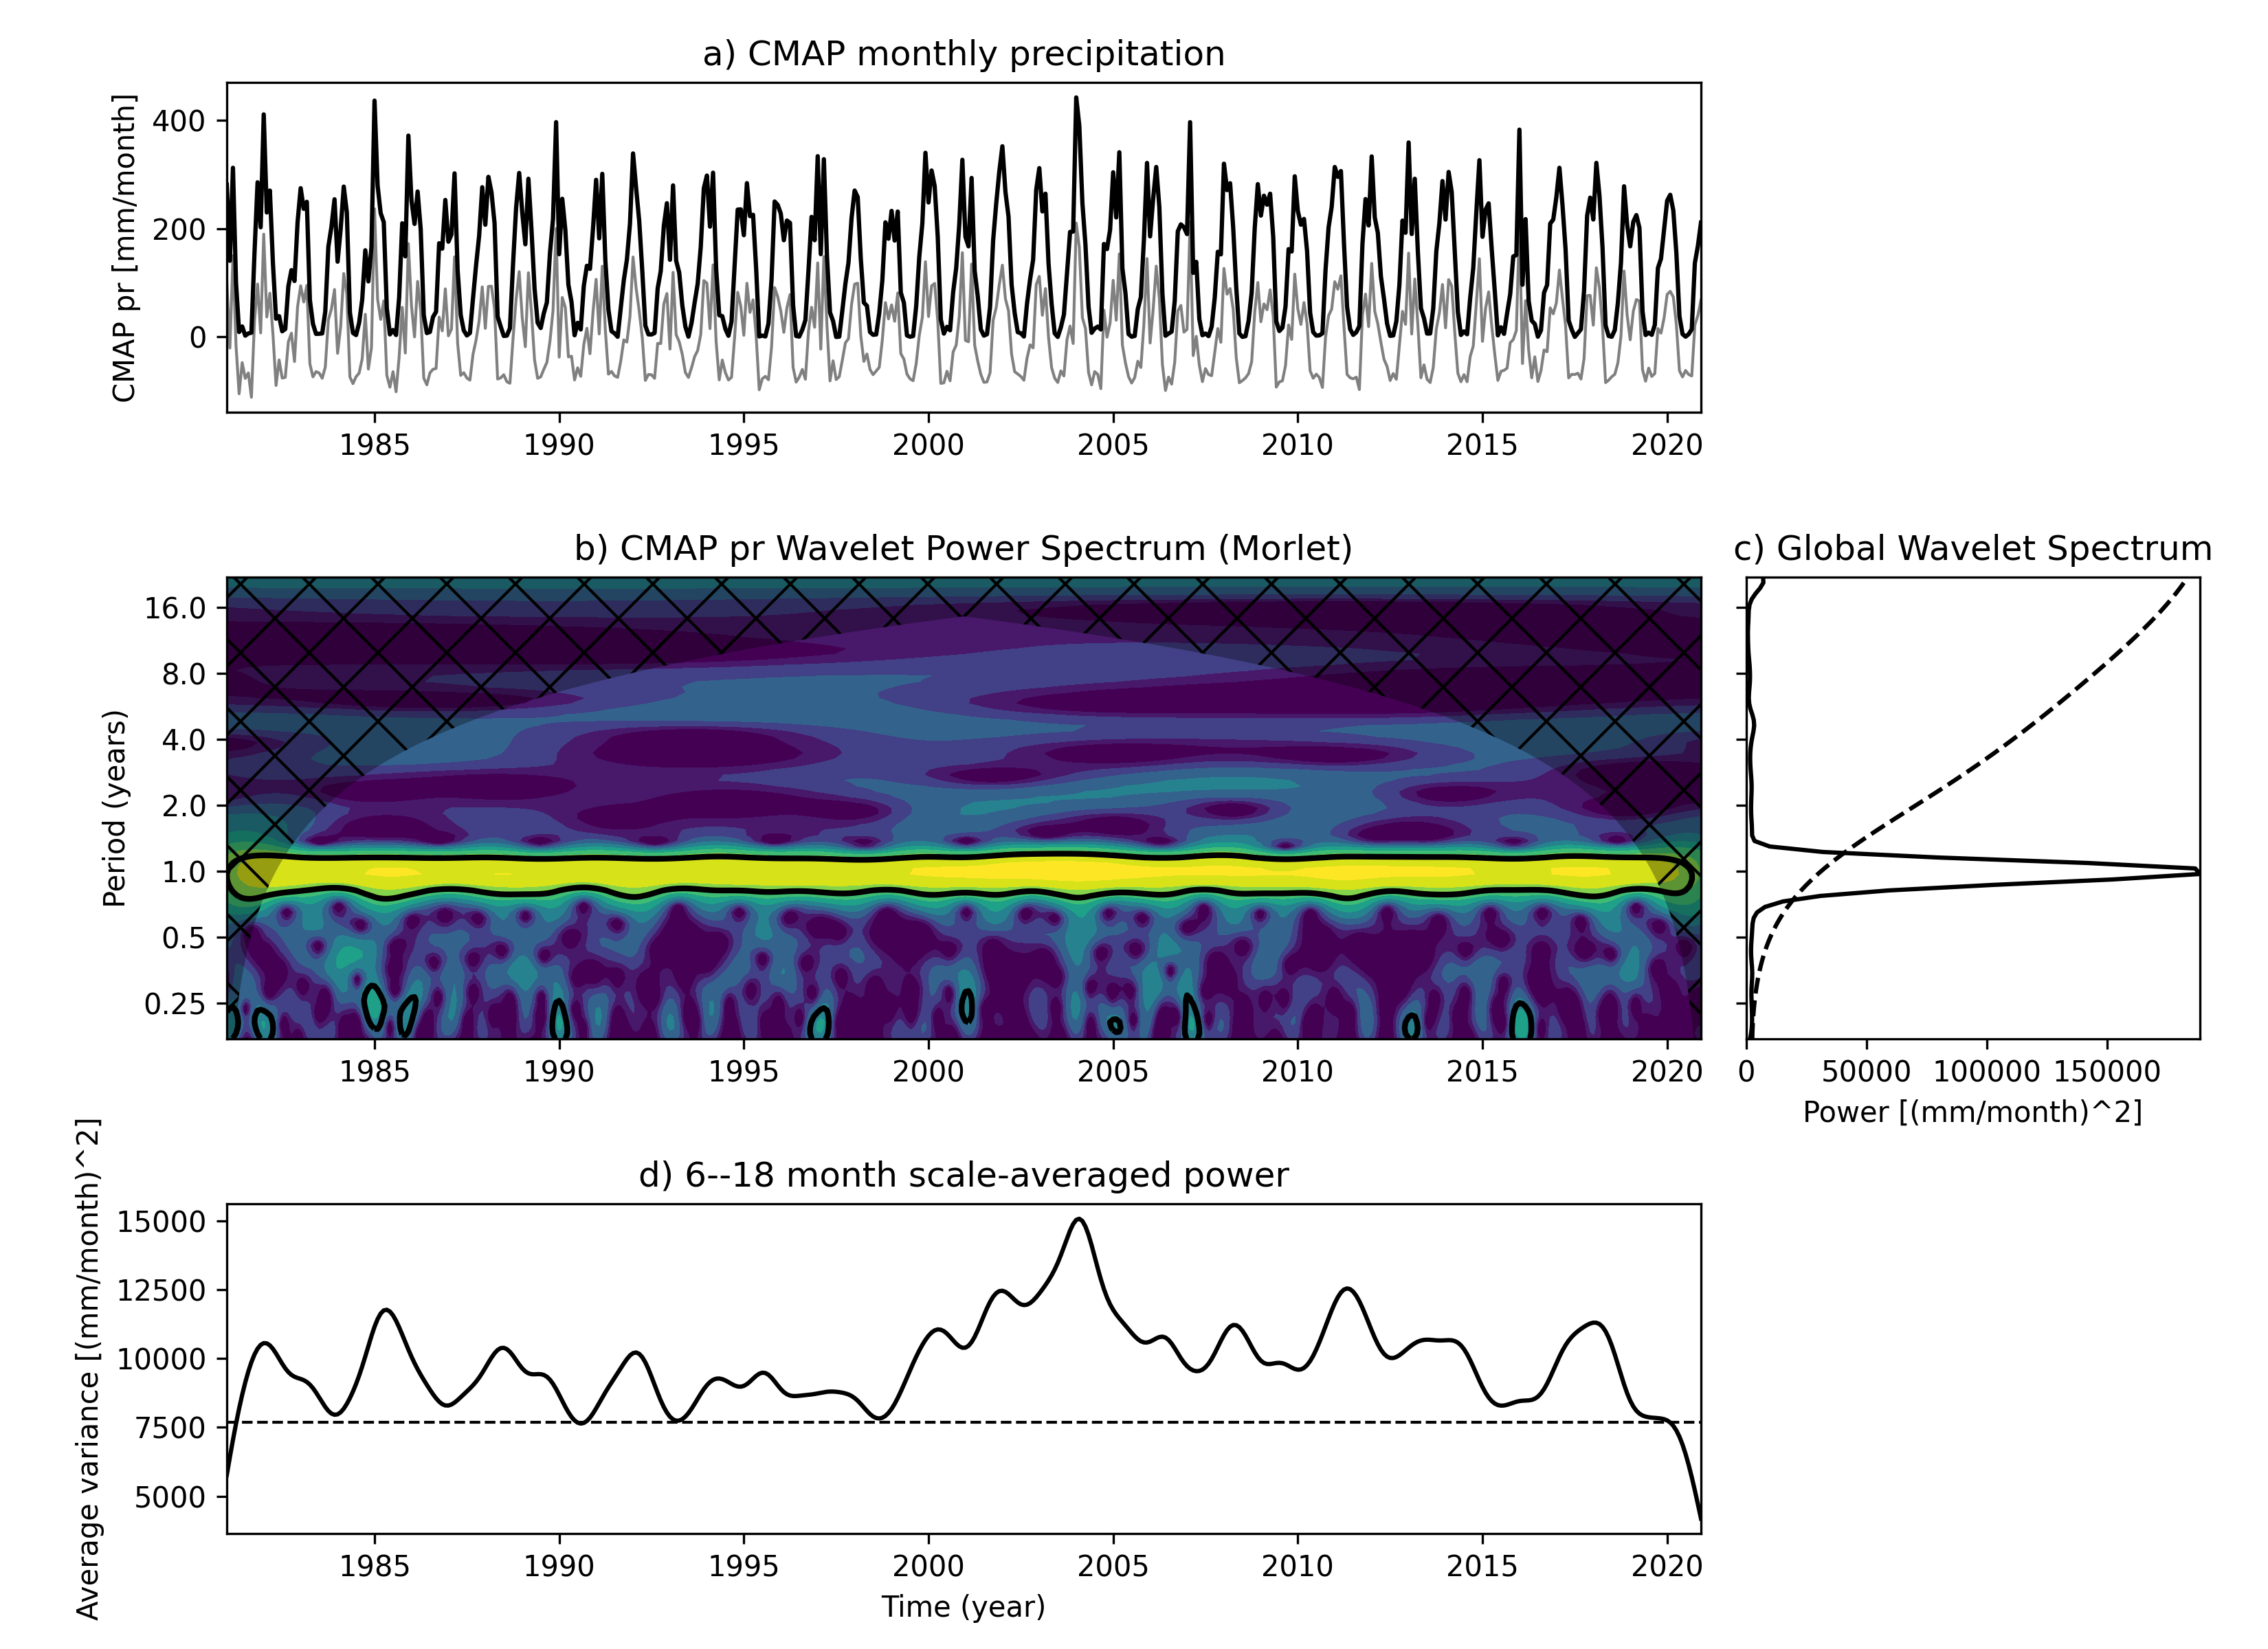 a) CMAP monthly precipitation
CMAP pr [mm/month]
400
200
0
1985 1990 1995 2000 2005 2010 2015 2020
b) CMAP pr Wavelet Power Spectrum (Morlet)
Period (years)
16.0
8.0
4.0
2.0
1.0
0.5
0.25
1985 1990 1995 2000 2005 2010 2015 2020
c) Global Wavelet Spectrum
0 50000 100000 150000
Power [(mm/month)^2]
d) 6--18 month scale-averaged power
Average variance [(mm/month)^2]
15000
12500
10000
7500
5000
1985 1990 1995 2000 2005 2010 2015 2020
Time (year)